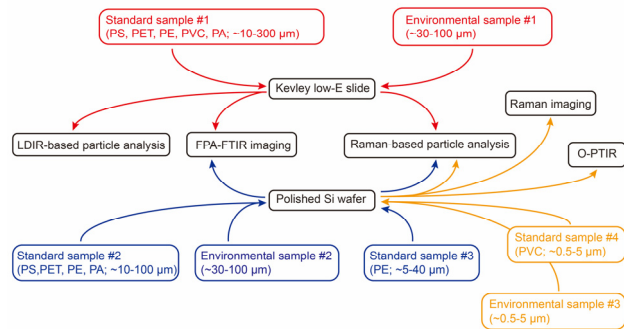 Standard sample #1
(PS, PET, PE, PVC, PA; ~10-300 µm)
Environmental sample #1
(~30-100 µm)
Kevley low-E slide
Raman imaging
LDIR-based particle analysis
FPA-FTIR imaging
Raman-based particle analysis
O-PTIR
Polished Si wafer
Standard sample #2
(PS,PET, PE, PA; ~10-100 µm)
Environmental sample #2
(~30-100 µm)
Standard sample #3
(PE; ~5-40 µm)
Standard sample #4
(PVC; ~0.5-5 µm)
Environmental sample #3
(~0.5-5 µm)